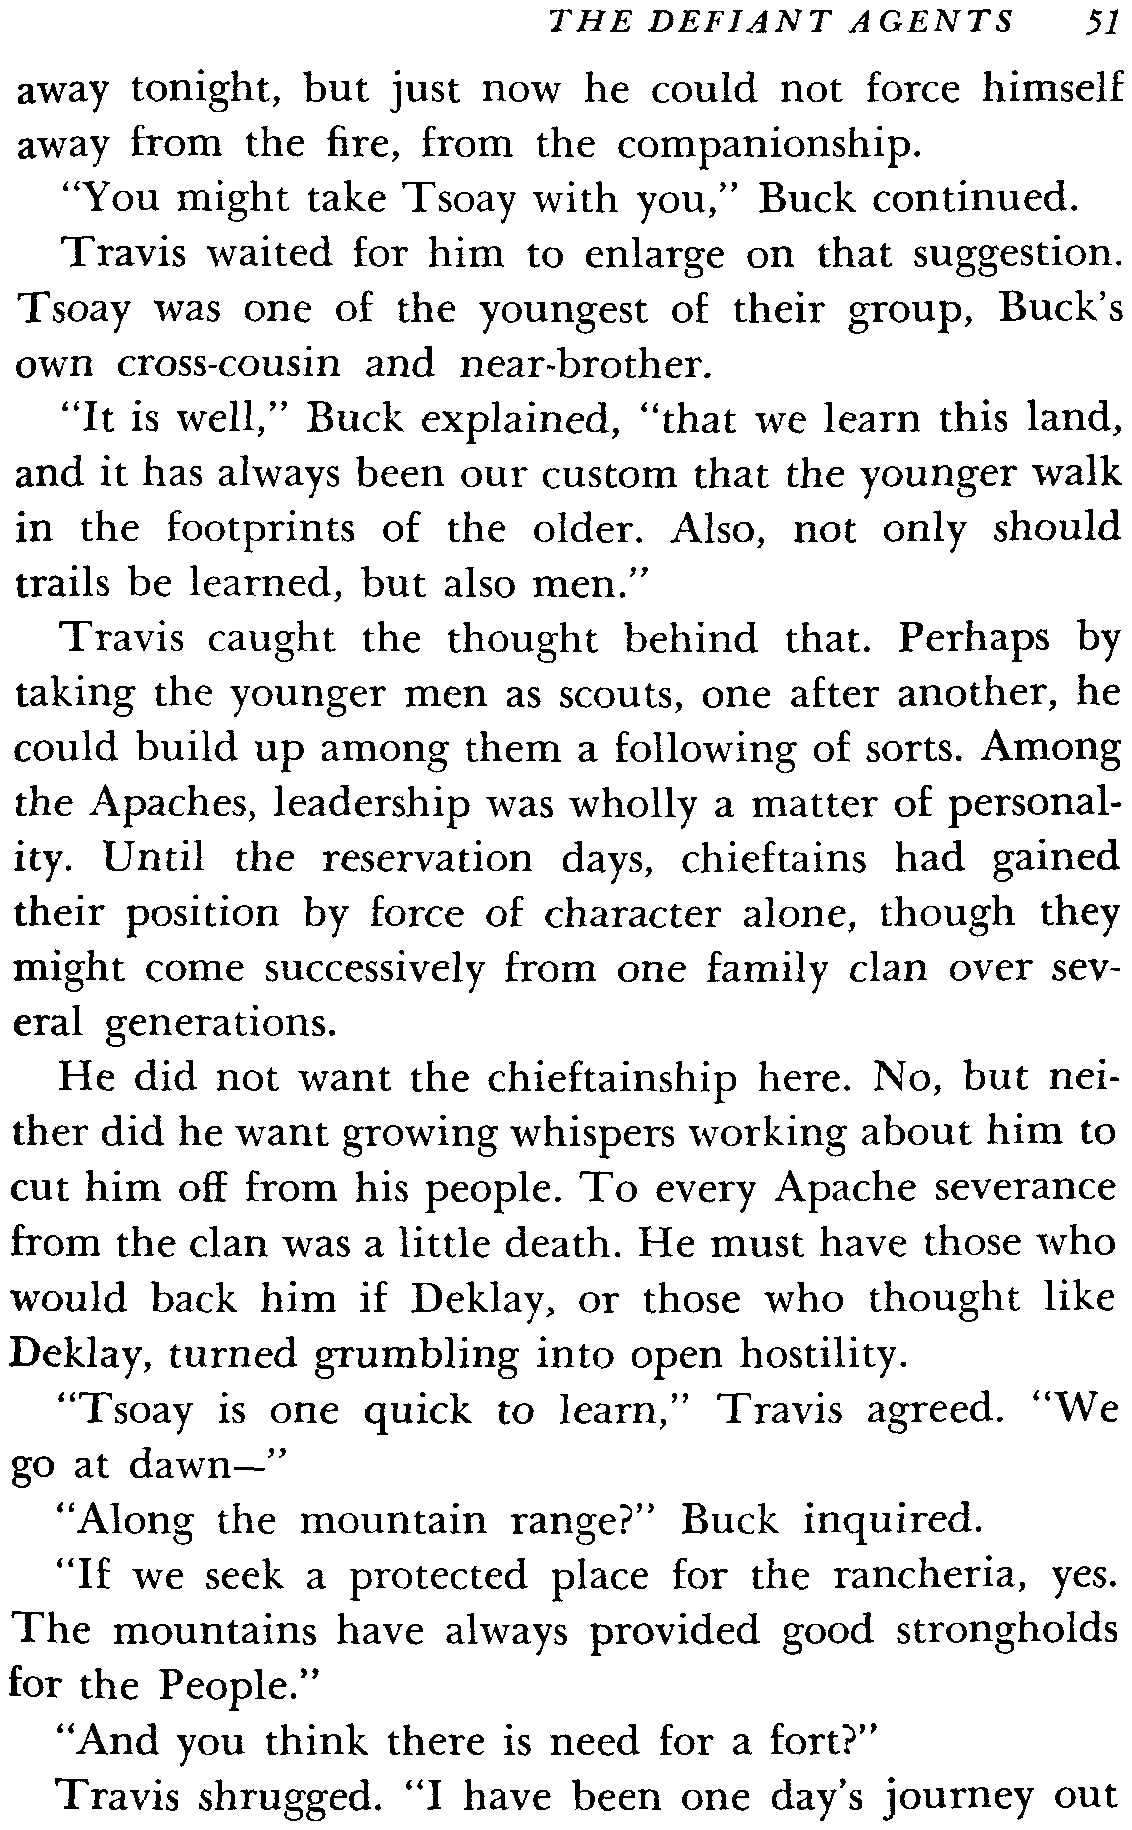 THE DEFIANT AGENTS 51
away tonight, but just now he could not force himself
away from the fire, from the companionship.
"You might take Tsoay with you," Buck continued.
Travis waited for him to enlarge on that suggestion.
Tsoay was one of the youngest of their group, Buck's
own cross-cousin and near-brother.
"It is well," Buck explained, "that we learn this land,
and it has always been our custom that the younger walk
in the footprints of the older. Also, not only should
trails be learned, but also men."
Travis caught the thought behind that. Perhaps by
taking the younger men as scouts, one after another, he
could build up among them a following of sorts. Among
the Apaches, leadership was wholly a matter of personal-
ity. Until the reservation days, chieftains had gained
their position by force of character alone, though they
might come successively from one family clan over sev-
eral generations.
He did not want the chieftainship here. No, but nei-
ther did he want growing whispers working about him to
cut him off from his people. To every Apache severance
from the clan was a little death. He must have those who
would back him if Deklay, or those who thought like
Deklay, turned grumbling into open hostility.
"Tsoay is one quick to learn," Travis agreed. "We
go at dawn—"
"Along the mountain range?" Buck inquired.
"If we seek a protected place for the rancheria, yes.
The mountains have always provided good strongholds
for the People."
"And you think there is need for a fort?"
Travis shrugged. "I have been one day's journey out